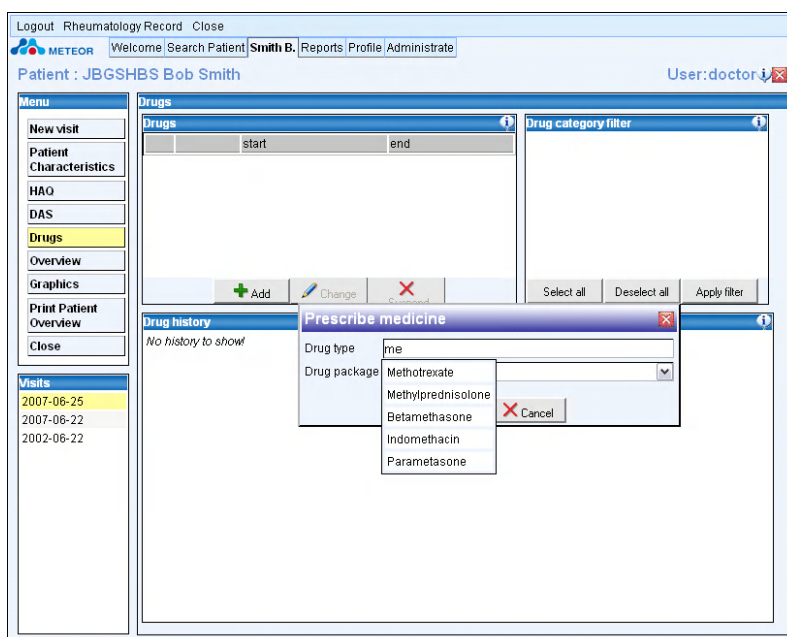 Logout Rheumatology Record Close
METEOR Welcome Search Patient Smith B. Reports Profile Administrate
Patient : JBGSHBS Bob Smith User:doctor
Menu
New visit
Patient Characteristics
HAQ
DAS
Drugs
Overview
Graphics
Print Patient Overview
Close
Visits
2007-06-25
2007-06-22
2002-06-22
Drugs
Drugs
start end
Add Change Suspend
Drug category filter
Select all Deselect all Apply filter
Drug history
No history to show!
Prescribe medicine
Drug type me
Drug package
Methotrexate
Methylprednisolone
Betamethasone
Indomethacin
Parametasone
Cancel